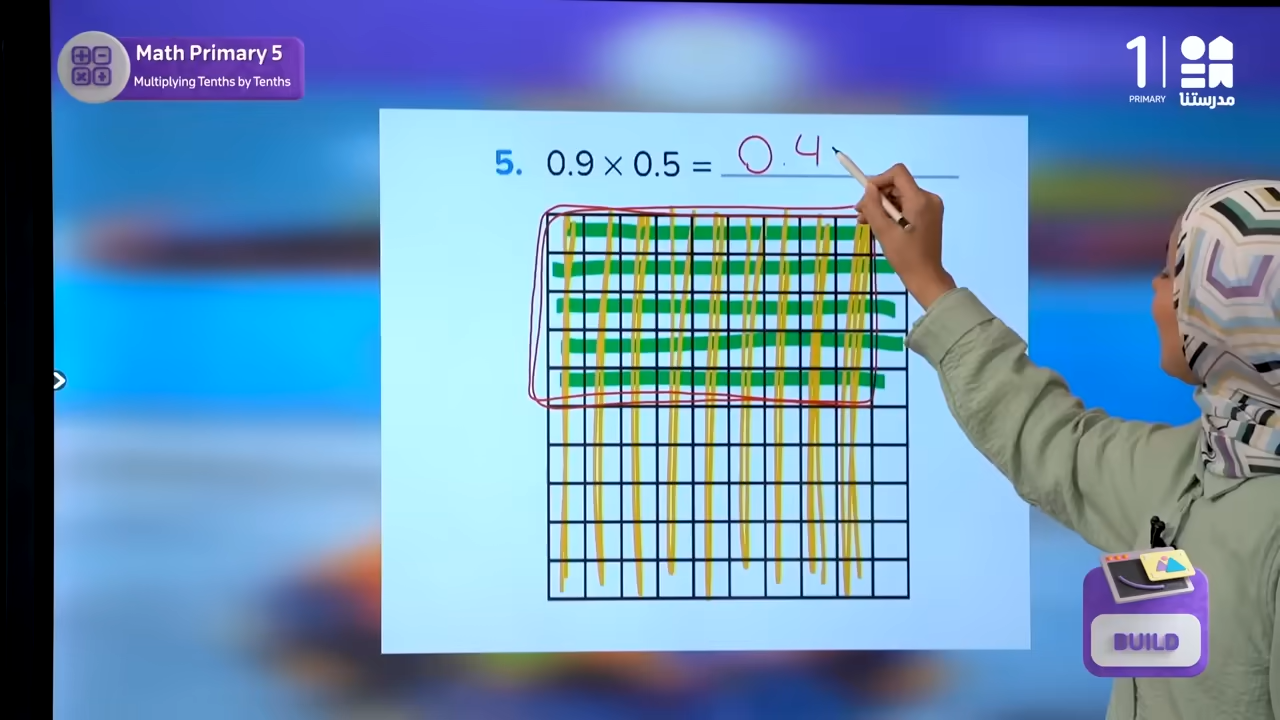 Math Primary 5
Multiplying Tenths by Tenths
1
PRIMARY
مدرستنا
5. 0.9 × 0.5 = 0.4
BUILD